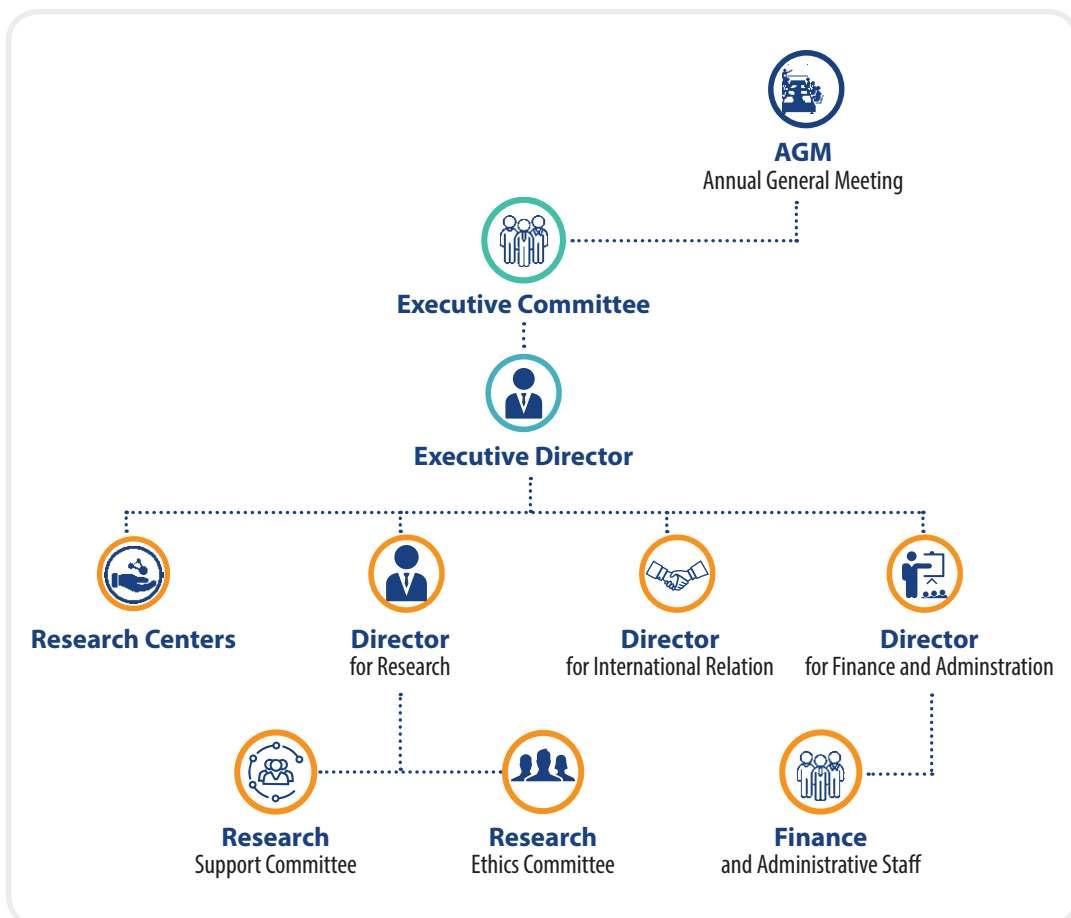 AGM
Annual General Meeting
Executive Committee
Executive Director
Research Centers
Director
for Research
Director
for International Relation
Director
for Finance and Adminstration
Research
Support Committee
Research
Ethics Committee
Finance
and Administrative Staff